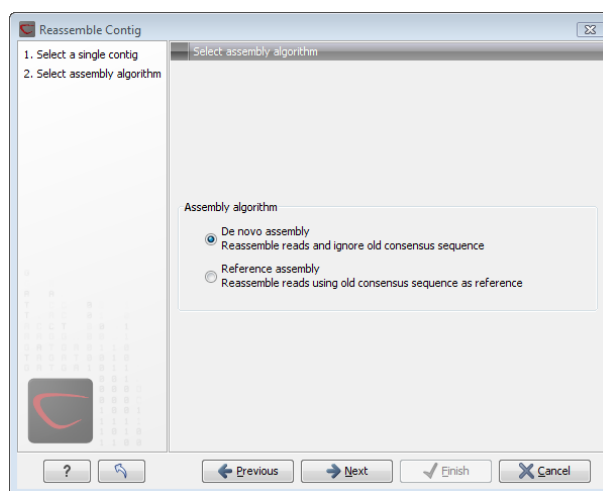 Reassemble Contig
1. Select a single contig
2. Select assembly algorithm
Select assembly algorithm
Assembly algorithm
De novo assembly
Reassemble reads and ignore old consensus sequence
Reference assembly
Reassemble reads using old consensus sequence as reference
?
Previous
Next
Finish
Cancel